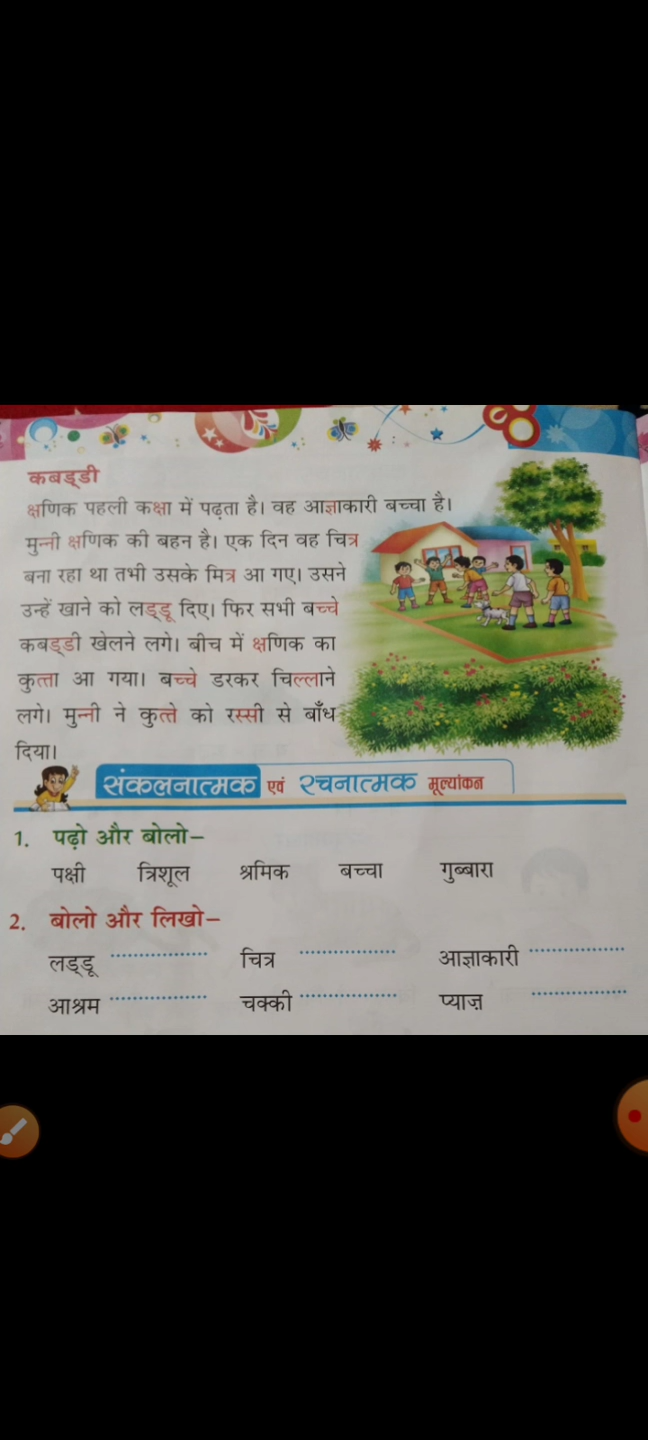 कबड्डी
क्षणिक पहली कक्षा में पढ़ता है। वह आज्ञाकारी बच्चा है।
मुन्नी क्षणिक की बहन है। एक दिन वह चित्र
बना रहा था तभी उसके मित्र आ गए। उसने
उन्हें खाने को लड्डू दिए। फिर सभी बच्चे
कबड्डी खेलने लगे। बीच में क्षणिक का
कुत्ता आ गया। बच्चे डरकर चिल्लाने
लगे। मुन्नी ने कुत्ते को रस्सी से बाँध
दिया।
संकलनात्मक एवं रचनात्मक मूल्यांकन
1. पढ़ो और बोलो–
पक्षी त्रिशूल श्रमिक बच्चा गुब्बारा
2. बोलो और लिखो–
लड्डू .................. चित्र .................. आज्ञाकारी ..................
आश्रम .................. चक्की .................. प्याज़ ..................